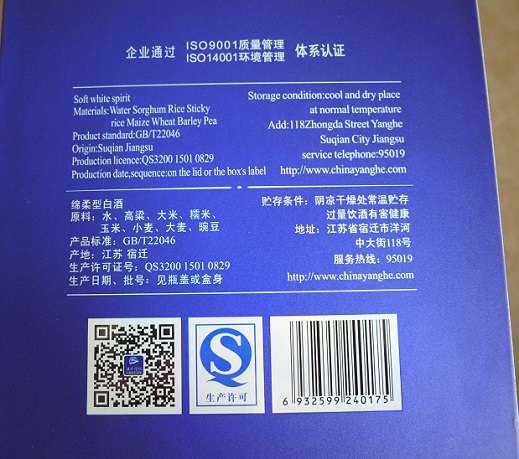 企业通过 ISO9001质量管理 体系认证
ISO14001环境管理
Soft white spirit
Materials:Water Sorghum Rice Sticky
rice Maize Wheat Barley Pea
Product standard:GB/T22046
Origin:Suqian Jiangsu
Production licence:QS3200 1501 0829
Production date,sequence:on the lid or the box's label
Storage condition:cool and dry place
at normal temperature
Add:118Zhongda Street Yanghe
Suqian City Jiangsu
service telephone:95019
http://www.chinayanghe.com
绵柔型白酒
原料：水、高粱、大米、糯米、
玉米、小麦、大麦、豌豆
产品标准：GB/T22046
产地：江苏 宿迁
生产许可证号：QS3200 1501 0829
生产日期、批号：见瓶盖或盒身
贮存条件：阴凉干燥处常温贮存
过量饮酒有害健康
地址：江苏省宿迁市洋河
中大街118号
服务热线：95019
http://www.chinayanghe.com
QS
生产许可
6 932599 240175